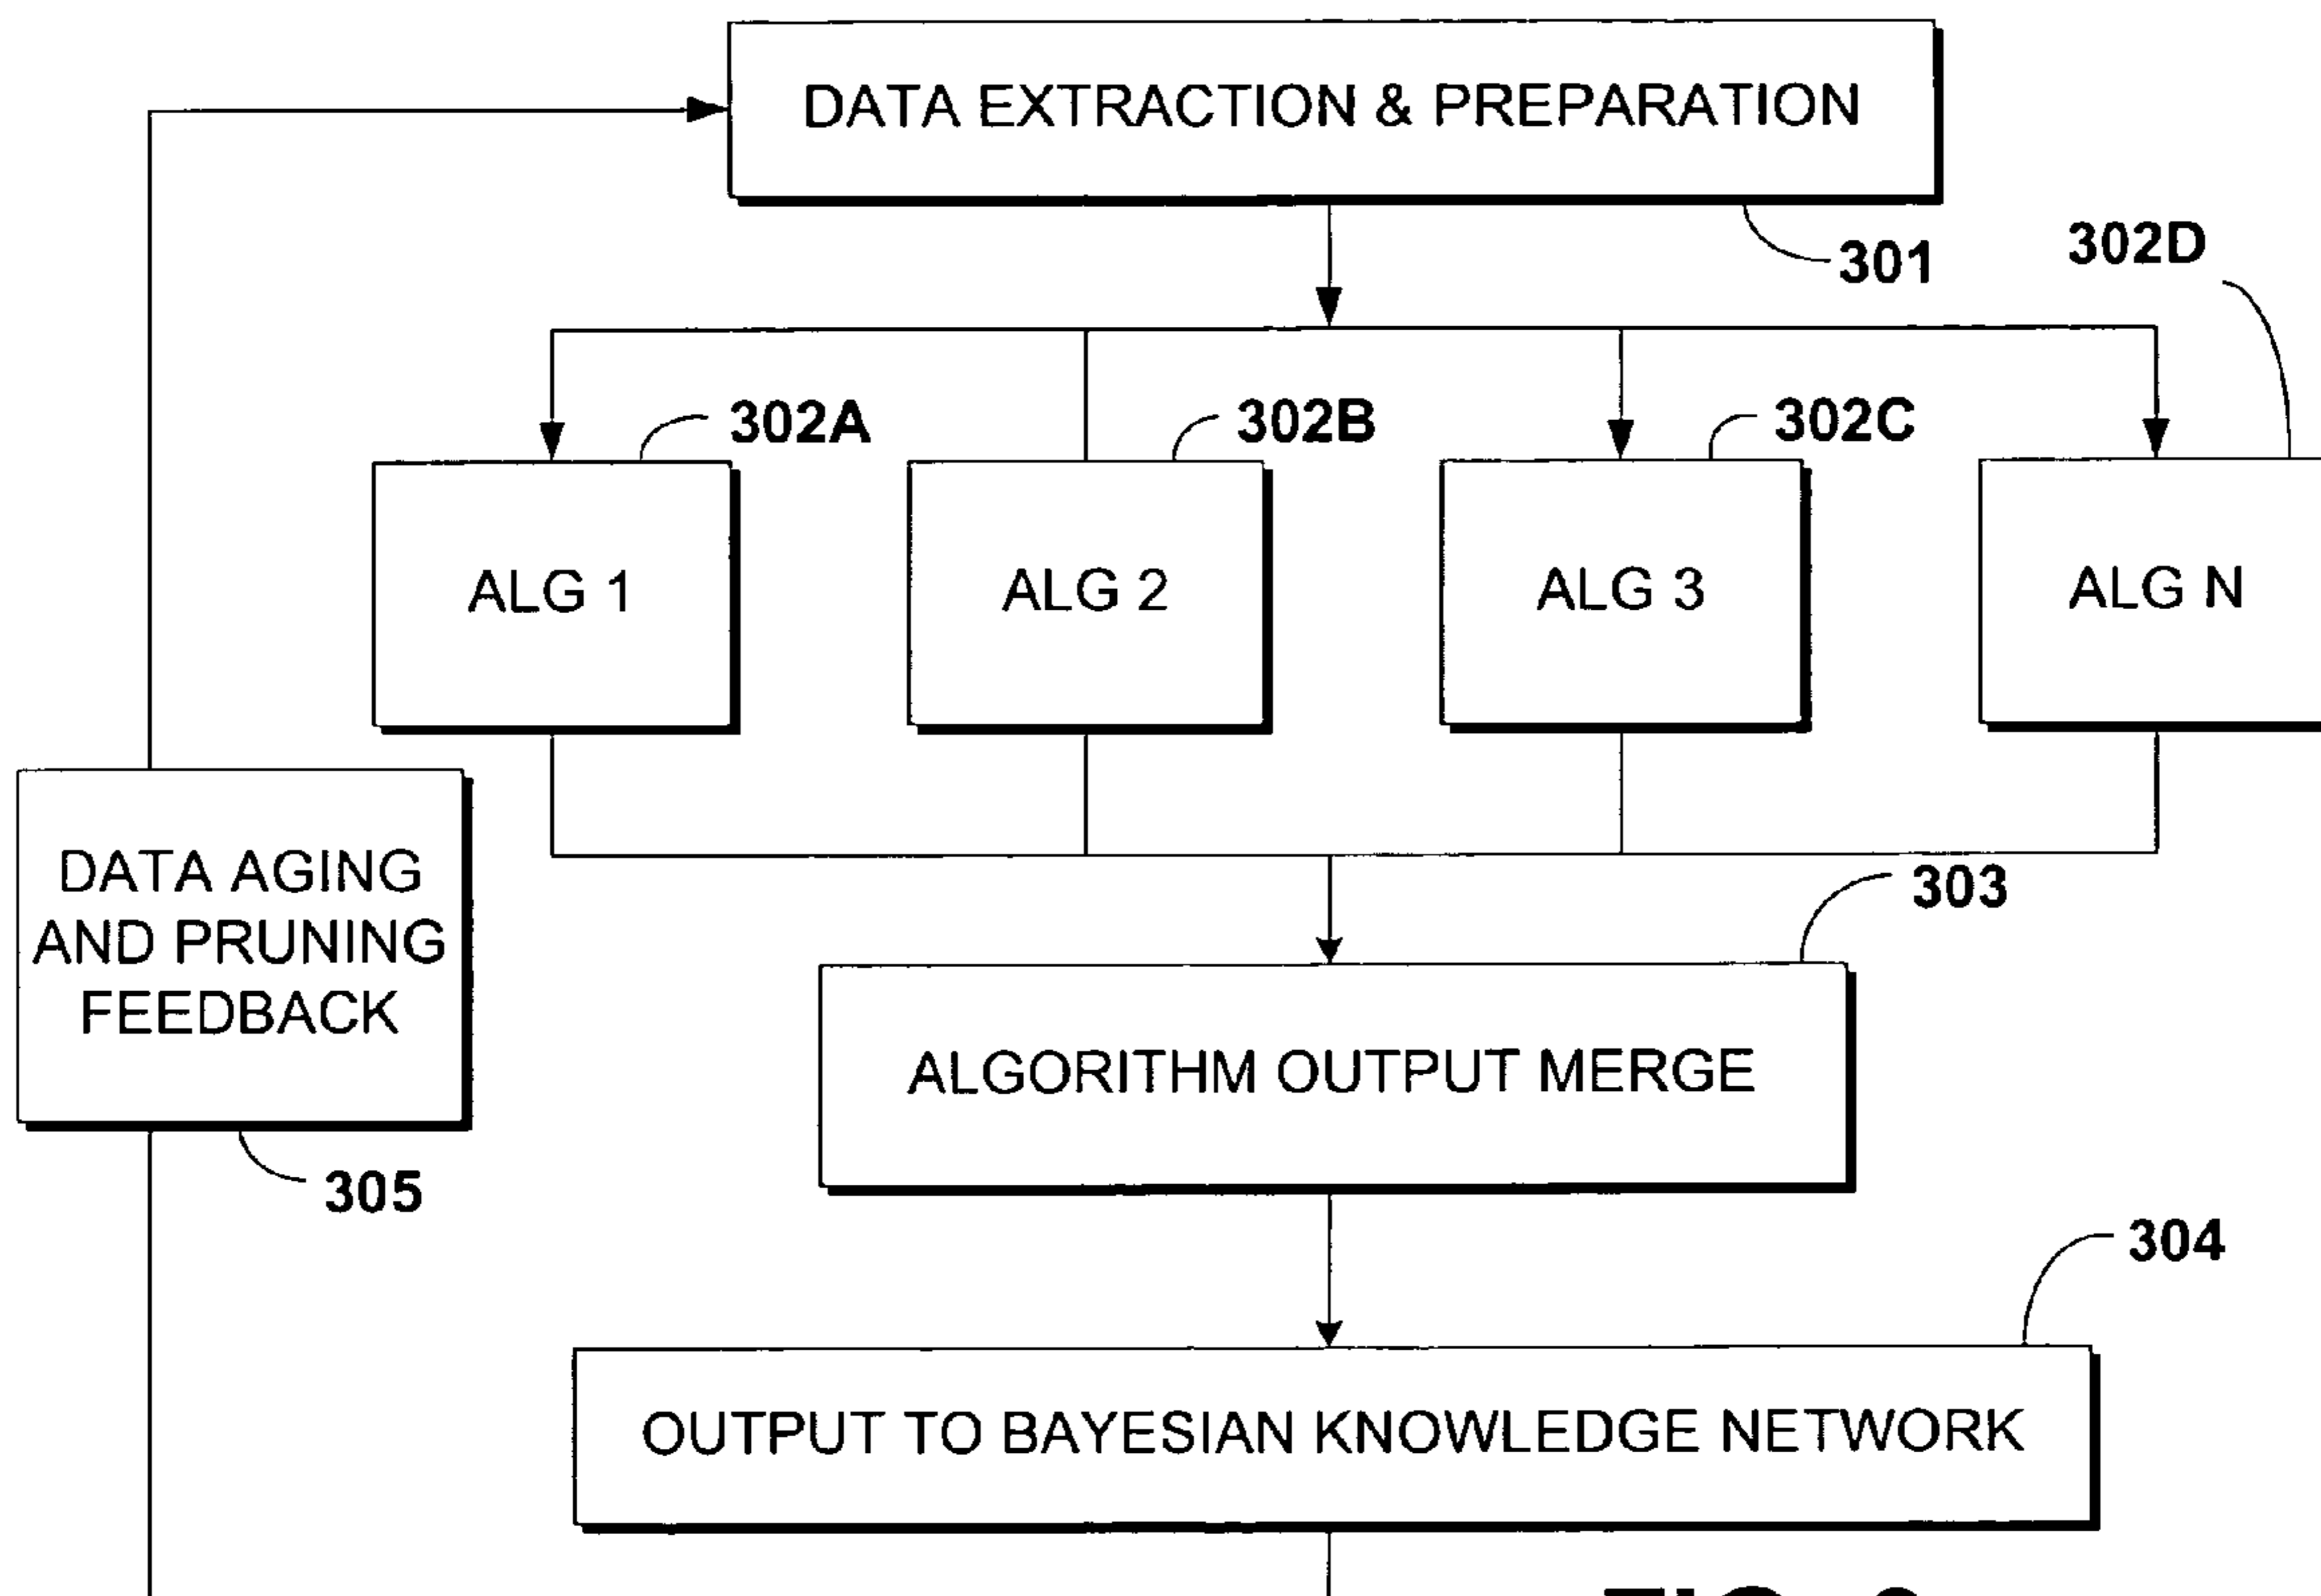 DATA EXTRACTION & PREPARATION
301
302D
302A
302B
302C
ALG 1
ALG 2
ALG 3
ALG N
DATA AGING
AND PRUNING
FEEDBACK
303
ALGORITHM OUTPUT MERGE
305
304
OUTPUT TO BAYESIAN KNOWLEDGE NETWORK